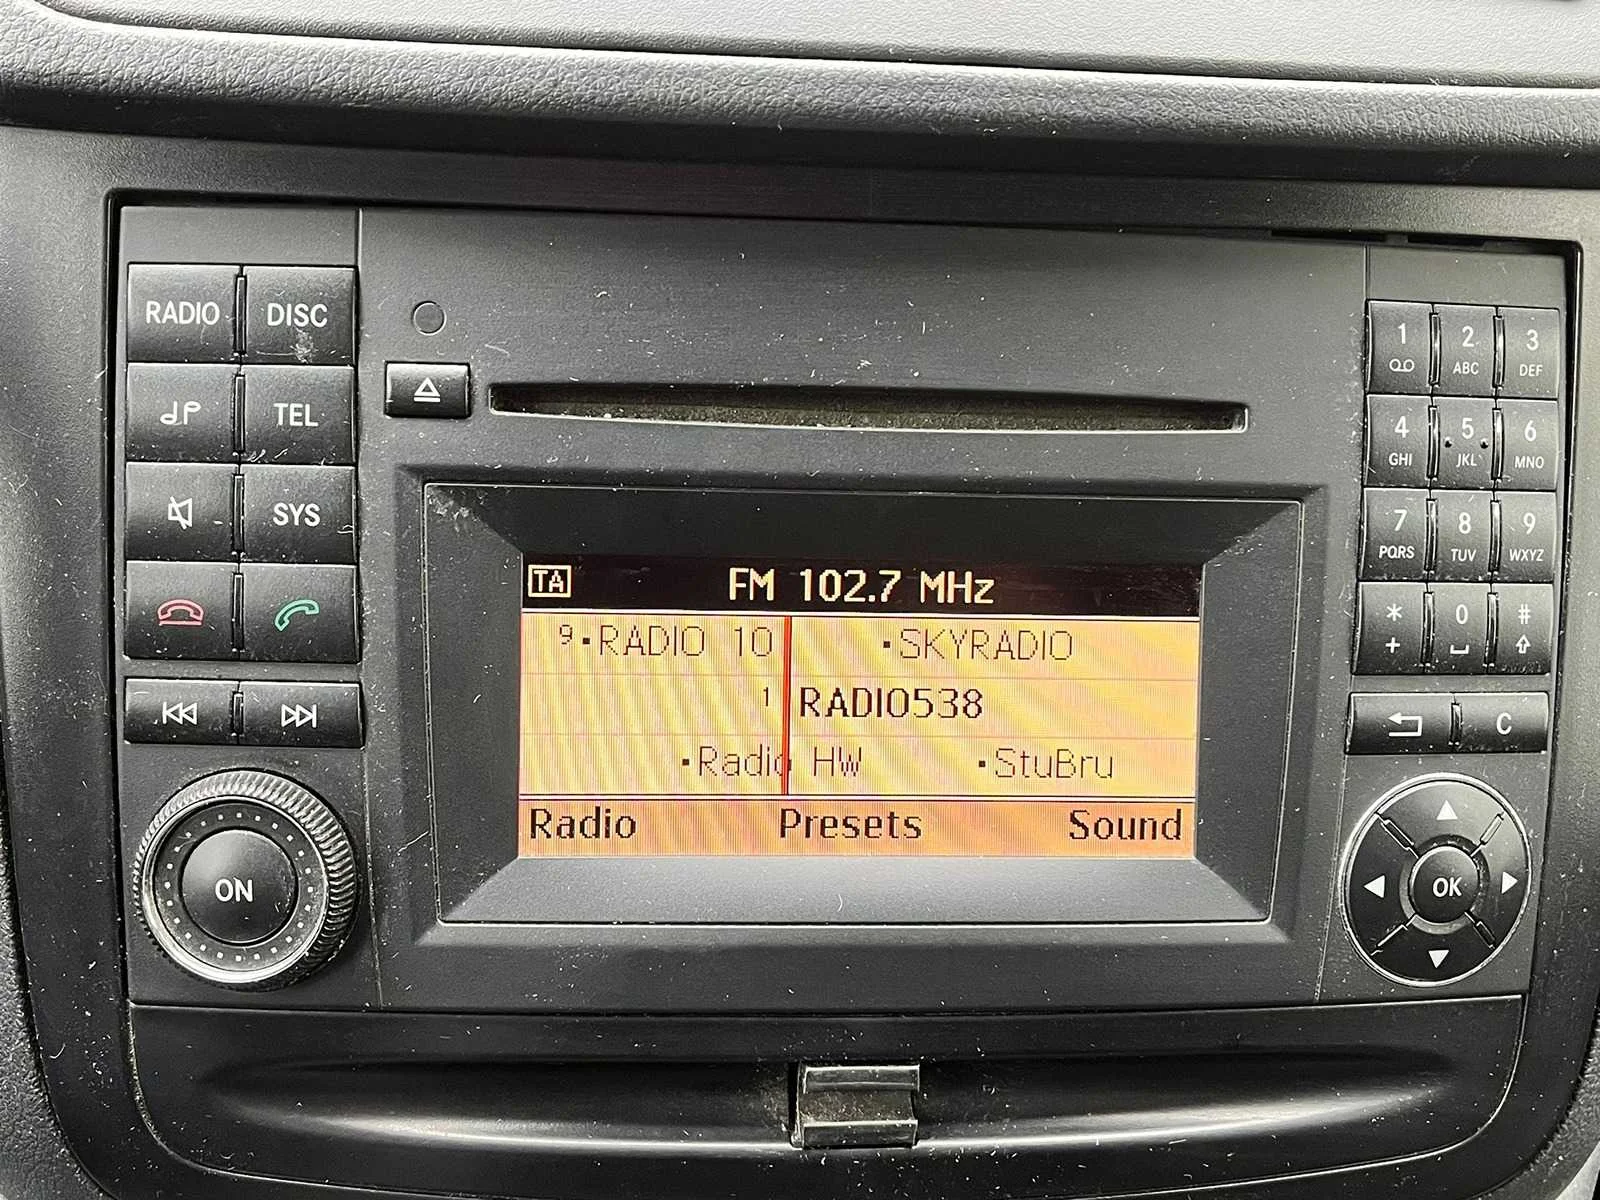 RADIO DISC
TEL
SYS
ON
TA FM 102.7 MHz
9 •RADIO 10 •SKYRADIO
1 RADIO538
•Radio HW •StuBru
Radio Presets Sound
1 2 3
ABC DEF
4 5 6
GHI JKL MNO
7 8 9
PQRS TUV WXYZ
* 0 #
+
C
OK